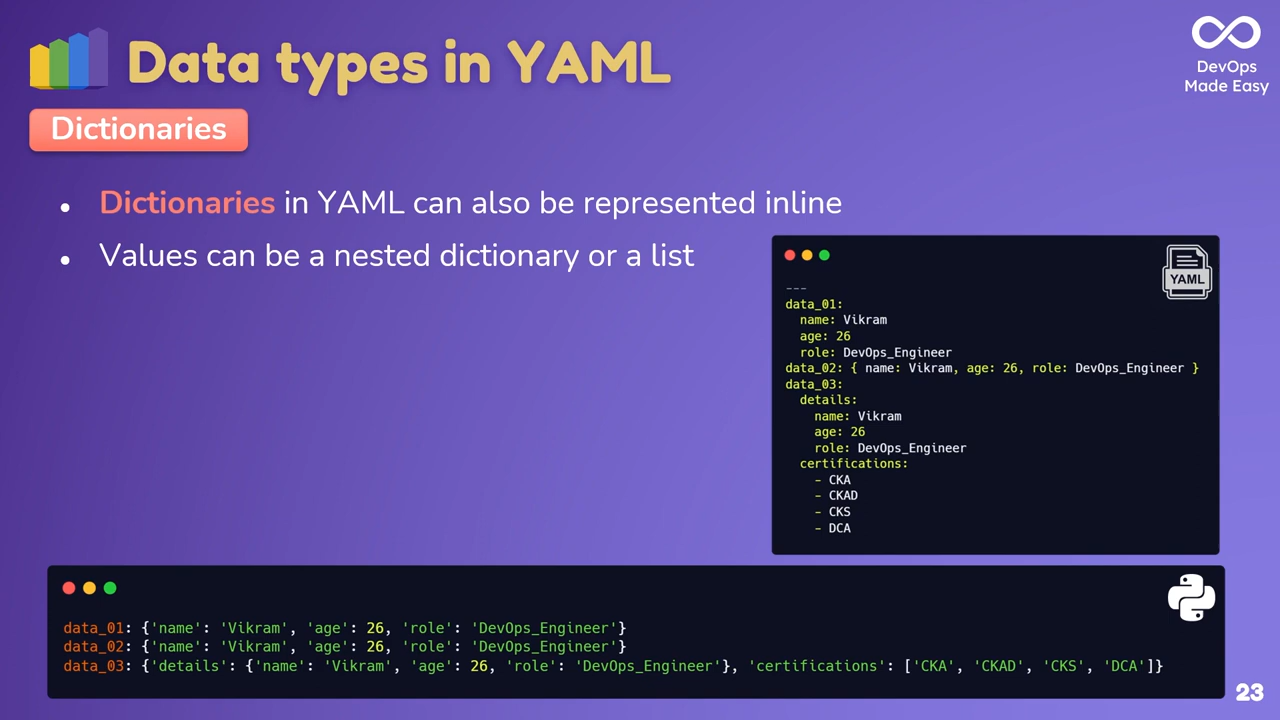 Data types in YAML
DevOps
Made Easy
Dictionaries
• Dictionaries in YAML can also be represented inline
• Values can be a nested dictionary or a list
YAML
---
data_01:
  name: Vikram
  age: 26
  role: DevOps_Engineer
data_02: { name: Vikram, age: 26, role: DevOps_Engineer }
data_03:
  details:
    name: Vikram
    age: 26
    role: DevOps_Engineer
  certifications:
    - CKA
    - CKAD
    - CKS
    - DCA
data_01: {'name': 'Vikram', 'age': 26, 'role': 'DevOps_Engineer'}
data_02: {'name': 'Vikram', 'age': 26, 'role': 'DevOps_Engineer'}
data_03: {'details': {'name': 'Vikram', 'age': 26, 'role': 'DevOps_Engineer'}, 'certifications': ['CKA', 'CKAD', 'CKS', 'DCA']}
23